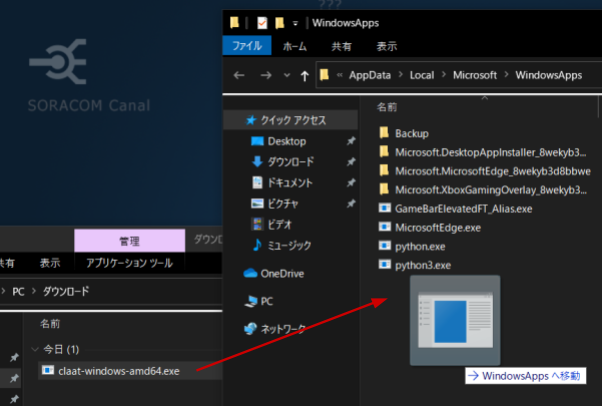 SORACOM Canal
WindowsApps
ファイル ホーム 共有 表示
« AppData › Local › Microsoft › WindowsApps
名前
クイック アクセス
Desktop
ダウンロード
ドキュメント
ピクチャ
ビデオ
ミュージック
OneDrive
PC
ネットワーク
Backup
Microsoft.DesktopAppInstaller_8wekyb3...
Microsoft.MicrosoftEdge_8wekyb3d8bbwe
Microsoft.XboxGamingOverlay_8wekyb3...
GameBarElevatedFT_Alias.exe
MicrosoftEdge.exe
python.exe
python3.exe
→ WindowsApps へ移動
管理 ダウンロ
共有 表示 アプリケーション ツール
› PC › ダウンロード
名前
今日 (1)
claat-windows-amd64.exe